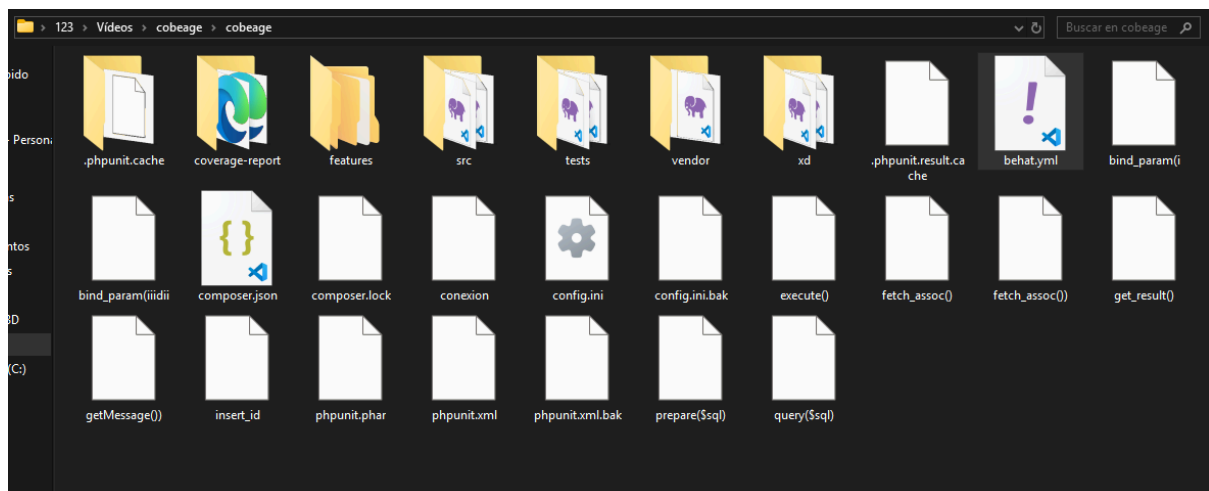 123 > Vídeos > cobeage > cobeage
Buscar en cobeage
pido
- Persona
.phpunit.cache
coverage-report
features
src
tests
vendor
xd
.phpunit.result.ca
che
behat.yml
bind_param(i
s
ntos
s
bind_param(iiidii
composer.json
composer.lock
conexion
config.ini
config.ini.bak
execute()
fetch_assoc()
fetch_assoc())
get_result()
3D
(C:)
getMessage())
insert_id
phpunit.phar
phpunit.xml
phpunit.xml.bak
prepare($sql)
query($sql)